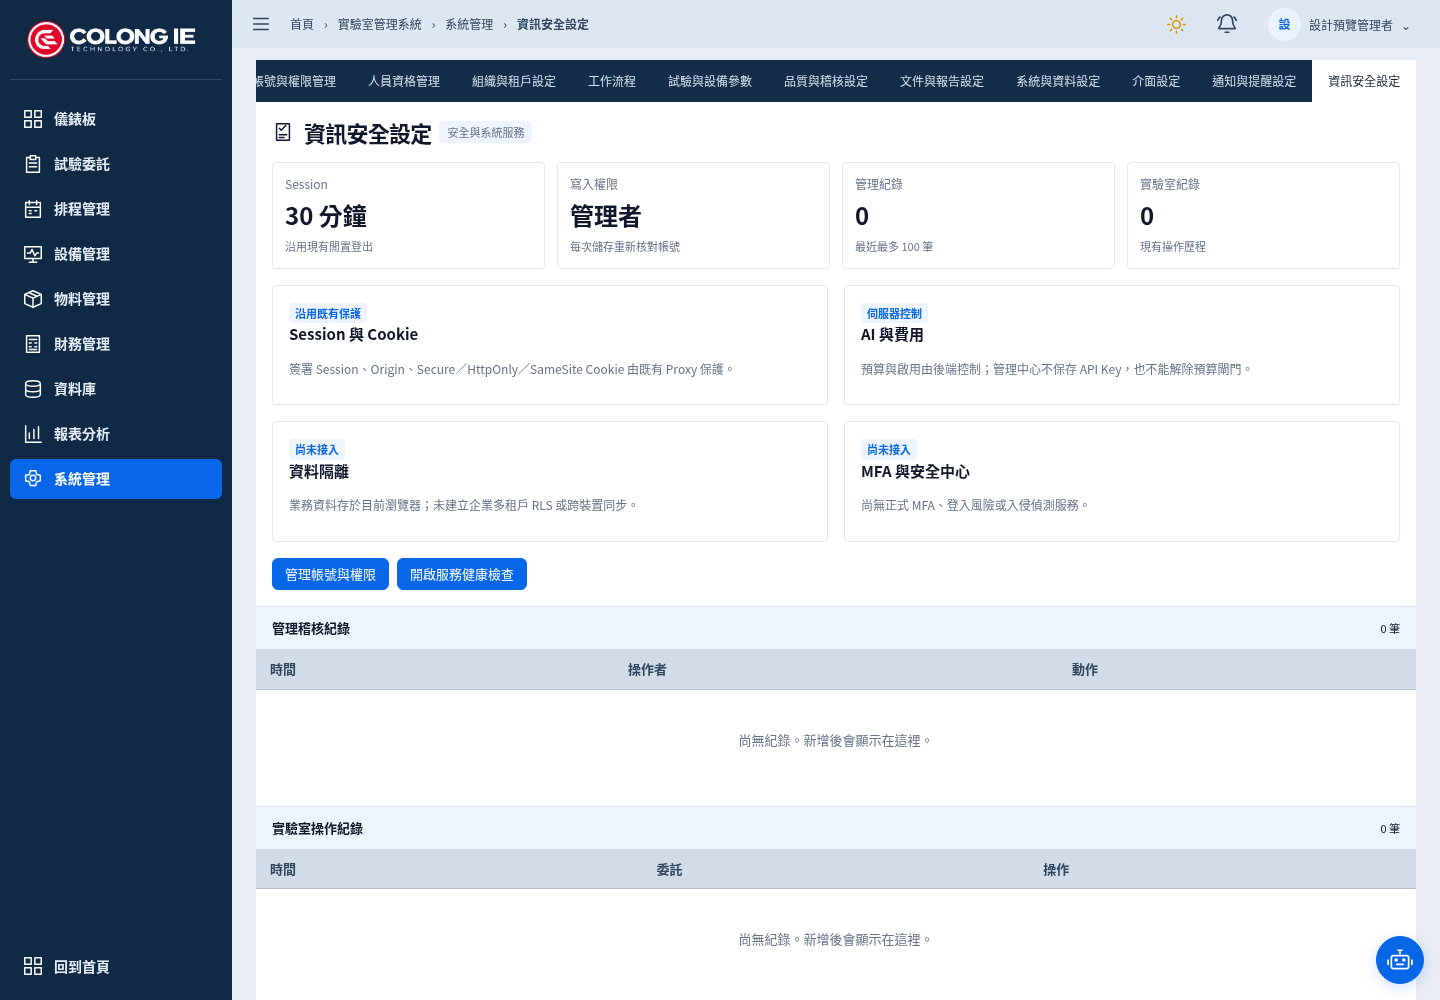 COLONG IE
TECHNOLOGY CO., LTD.
儀錶板
試驗委託
排程管理
設備管理
物料管理
財務管理
資料庫
報表分析
系統管理
回到首頁
首頁 › 實驗室管理系統 › 系統管理 › 資訊安全設定
設 設計預覽管理者
帳號與權限管理 人員資格管理 組織與租戶設定 工作流程 試驗與設備參數 品質與稽核設定 文件與報告設定 系統與資料設定 介面設定 通知與提醒設定 資訊安全設定
資訊安全設定 安全與系統服務
Session
30 分鐘
沿用現有閒置登出
寫入權限
管理者
每次儲存重新核對帳號
管理紀錄
0
最近最多 100 筆
實驗室紀錄
0
現有操作歷程
沿用既有保護
Session 與 Cookie
簽署 Session、Origin、Secure／HttpOnly／SameSite Cookie 由既有 Proxy 保護。
伺服器控制
AI 與費用
預算與啟用由後端控制；管理中心不保存 API Key，也不能解除預算閘門。
尚未接入
資料隔離
業務資料存於目前瀏覽器；未建立企業多租戶 RLS 或跨裝置同步。
尚未接入
MFA 與安全中心
尚無正式 MFA、登入風險或入侵偵測服務。
管理帳號與權限 開啟服務健康檢查
管理稽核紀錄 0 筆
時間 操作者 動作
尚無紀錄。新增後會顯示在這裡。
實驗室操作紀錄 0 筆
時間 委託 操作
尚無紀錄。新增後會顯示在這裡。